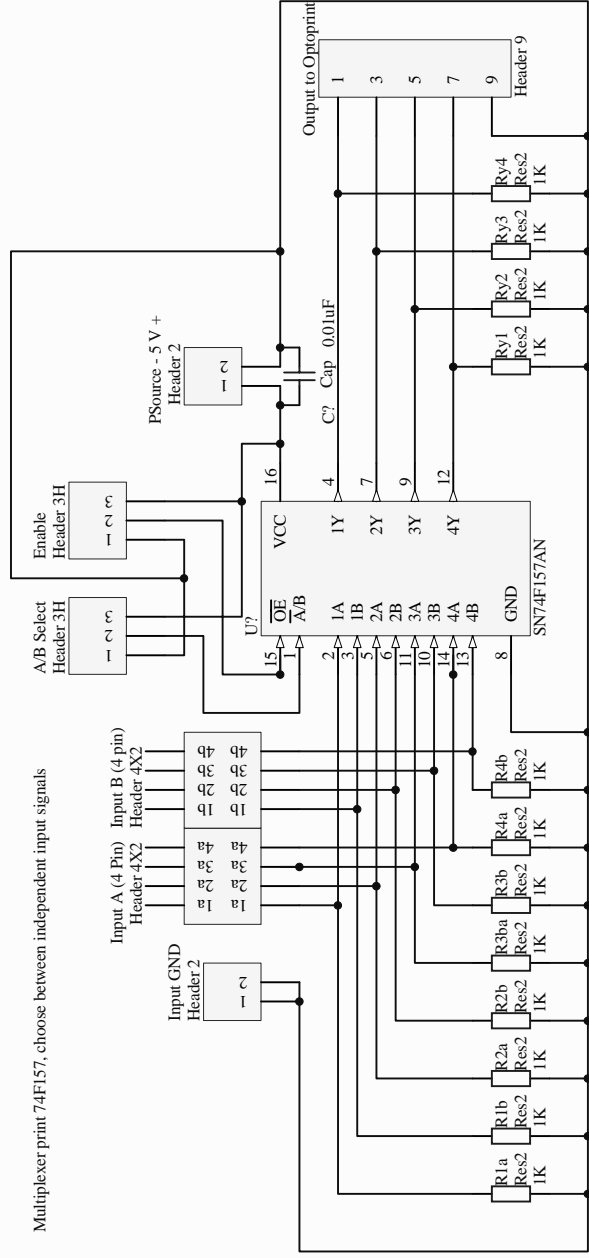 Multiplexer print 74F157, choose between independent input signals
Input GND
Header 2
1
2
Input A (4 Pin)
Header 4X2
1a
2a
3a
4a
1a
2a
3a
4a
Input B (4 pin)
Header 4X2
1b
2b
3b
4b
1b
2b
3b
4b
A/B Select
Header 3H
1
2
3
Enable
Header 3H
1
2
3
PSource - 5 V +
Header 2
1
2
C?
Cap
0.01uF
U?
15
OE
1
A/B
2
1A
3
1B
5
2A
6
2B
11
3A
10
3B
14
4A
13
4B
8
GND
VCC
16
1Y
4
2Y
7
3Y
9
4Y
12
SN74F157AN
Output to Optoprint
1
3
5
7
9
Header 9
R1a
Res2
1K
R1b
Res2
1K
R2a
Res2
1K
R2b
Res2
1K
R3ba
Res2
1K
R3b
Res2
1K
R4a
Res2
1K
R4b
Res2
1K
Ry1
Res2
1K
Ry2
Res2
1K
Ry3
Res2
1K
Ry4
Res2
1K